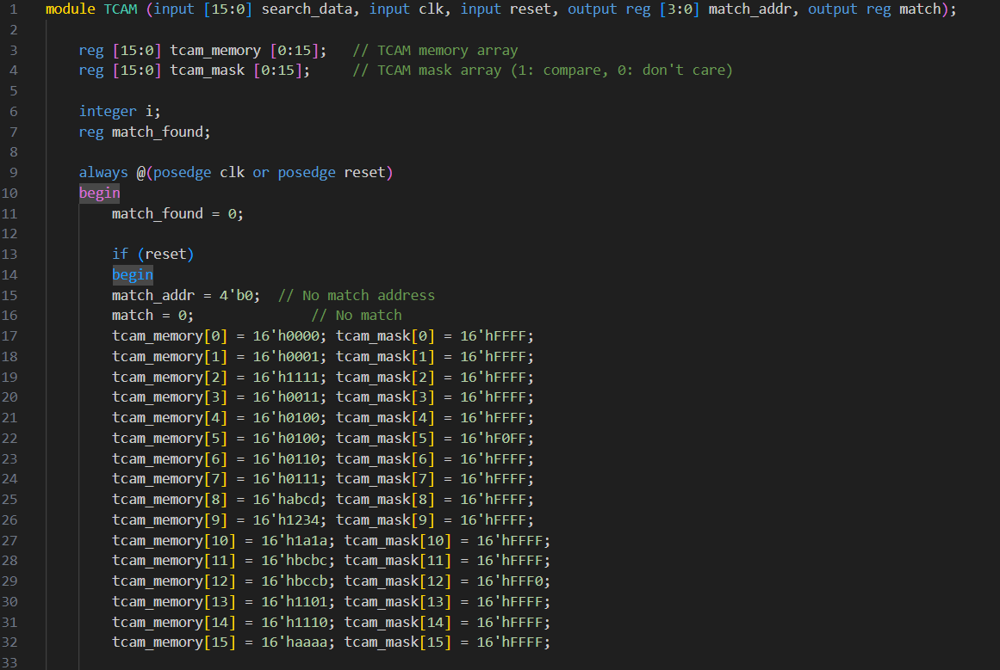 1 module TCAM (input [15:0] search_data, input clk, input reset, output reg [3:0] match_addr, output reg match);
2
3 reg [15:0] tcam_memory [0:15]; // TCAM memory array
4 reg [15:0] tcam_mask [0:15]; // TCAM mask array (1: compare, 0: don't care)
5
6 integer i;
7 reg match_found;
8
9 always @(posedge clk or posedge reset)
10 begin
11 match_found = 0;
12
13 if (reset)
14 begin
15 match_addr = 4'b0; // No match address
16 match = 0; // No match
17 tcam_memory[0] = 16'h0000; tcam_mask[0] = 16'hFFFF;
18 tcam_memory[1] = 16'h0001; tcam_mask[1] = 16'hFFFF;
19 tcam_memory[2] = 16'h1111; tcam_mask[2] = 16'hFFFF;
20 tcam_memory[3] = 16'h0011; tcam_mask[3] = 16'hFFFF;
21 tcam_memory[4] = 16'h0100; tcam_mask[4] = 16'hFFFF;
22 tcam_memory[5] = 16'h0100; tcam_mask[5] = 16'hF0FF;
23 tcam_memory[6] = 16'h0110; tcam_mask[6] = 16'hFFFF;
24 tcam_memory[7] = 16'h0111; tcam_mask[7] = 16'hFFFF;
25 tcam_memory[8] = 16'habcd; tcam_mask[8] = 16'hFFFF;
26 tcam_memory[9] = 16'h1234; tcam_mask[9] = 16'hFFFF;
27 tcam_memory[10] = 16'h1a1a; tcam_mask[10] = 16'hFFFF;
28 tcam_memory[11] = 16'hbcbc; tcam_mask[11] = 16'hFFFF;
29 tcam_memory[12] = 16'hbccb; tcam_mask[12] = 16'hFFF0;
30 tcam_memory[13] = 16'h1101; tcam_mask[13] = 16'hFFFF;
31 tcam_memory[14] = 16'h1110; tcam_mask[14] = 16'hFFFF;
32 tcam_memory[15] = 16'haaaa; tcam_mask[15] = 16'hFFFF;
33